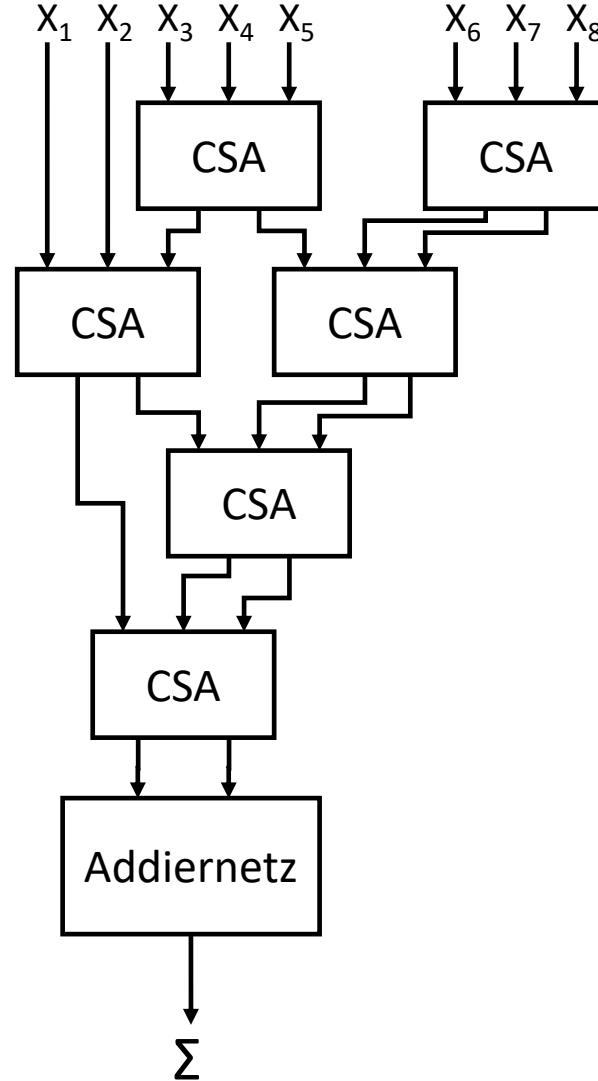 X₁ X₂ X₃ X₄ X₅ X₆ X₇ X₈
CSA CSA
CSA CSA
CSA
CSA
Addiernetz
Σ